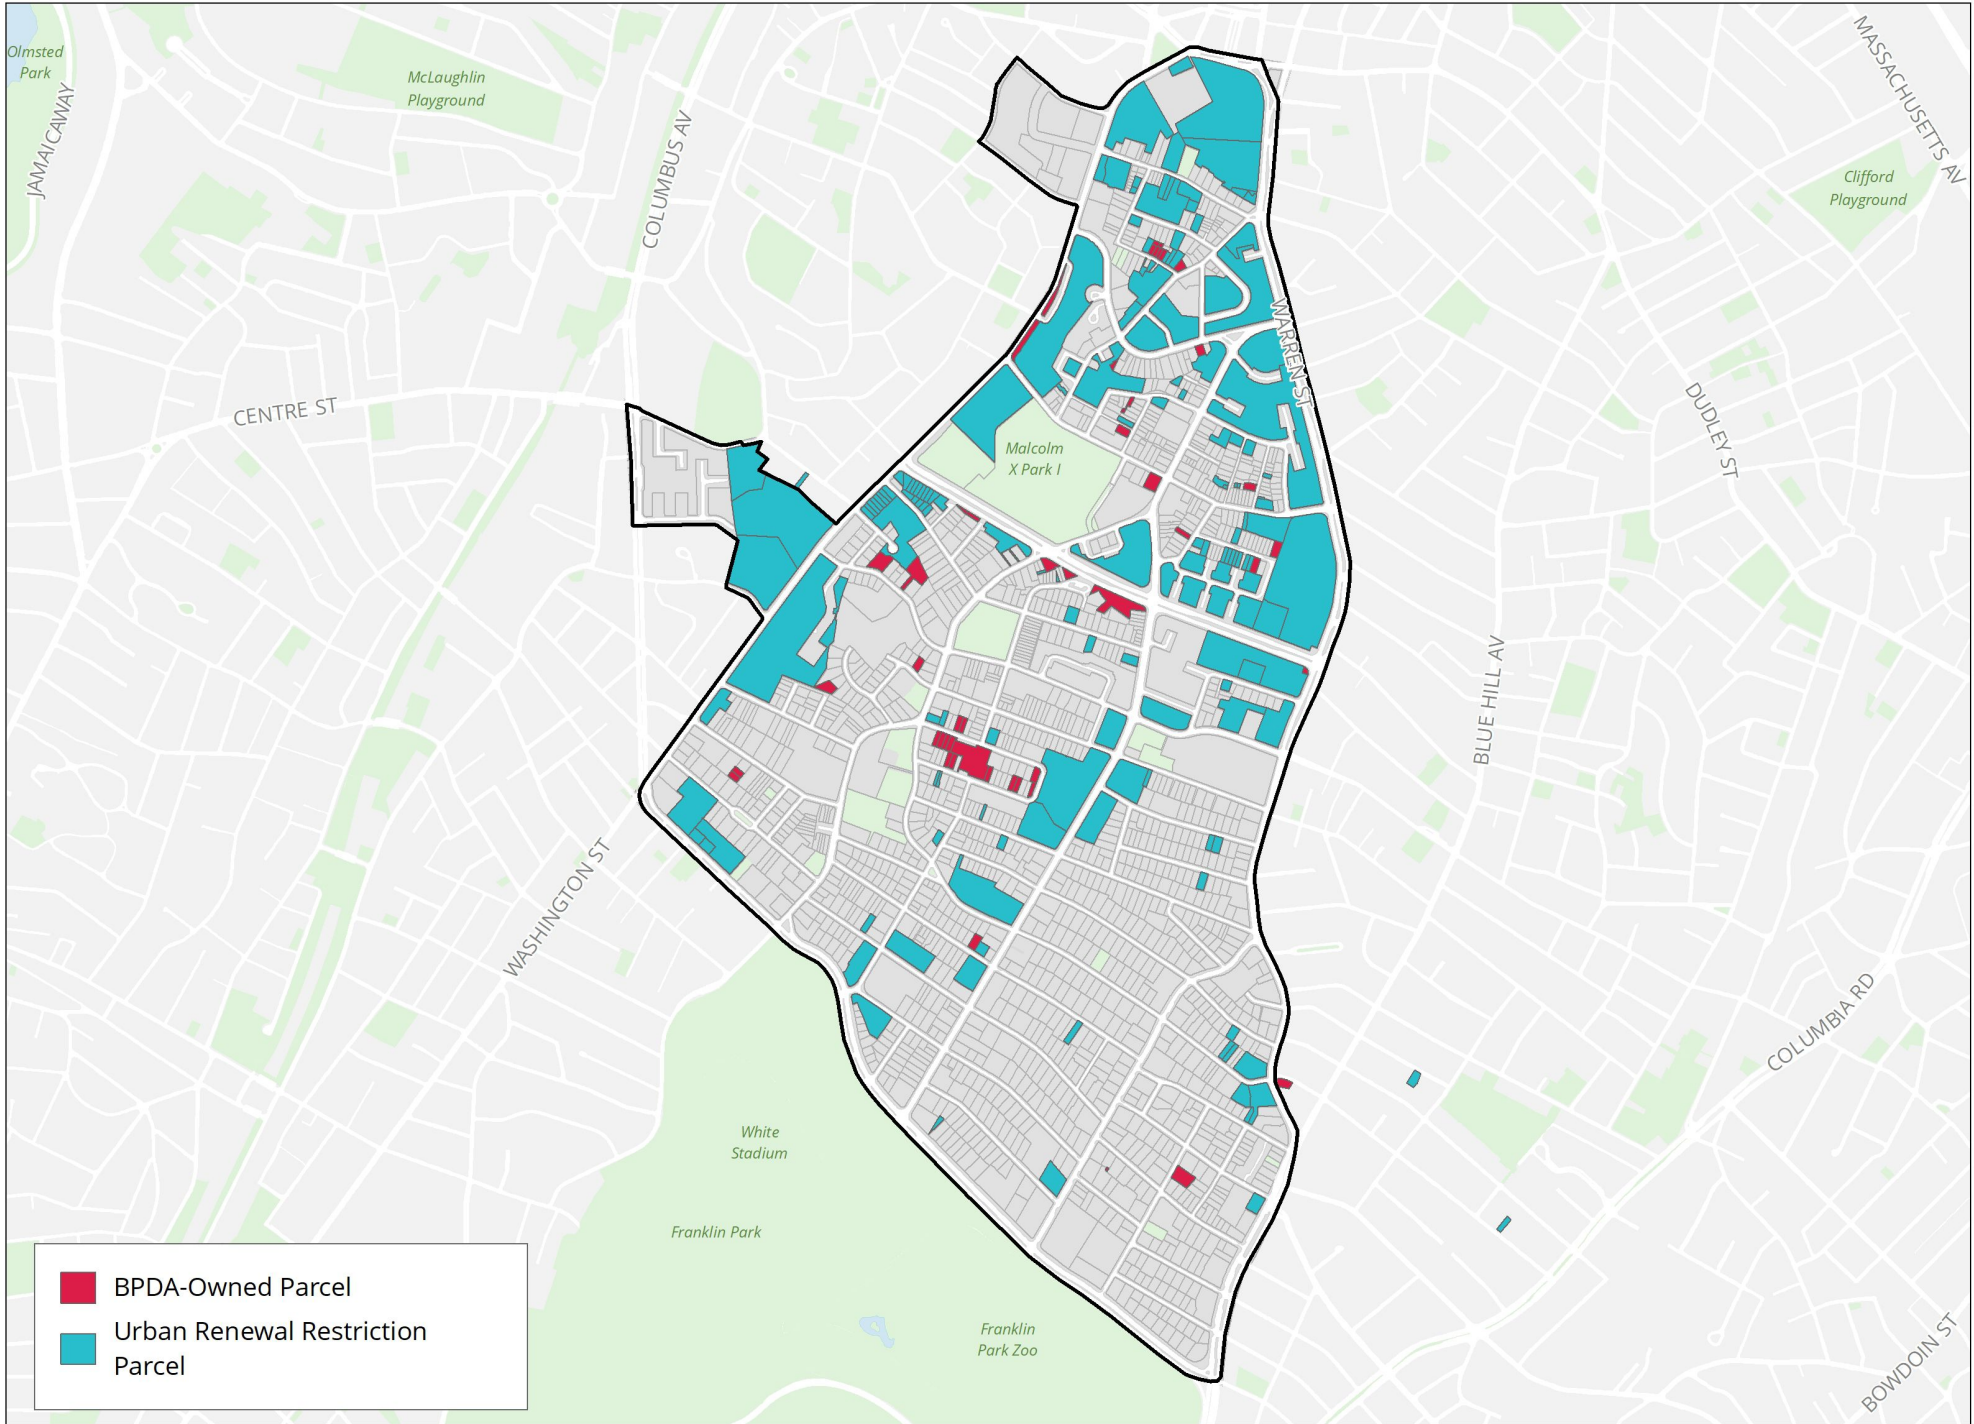 Olmsted
Park
JAMAICAWAY
McLaughlin
Playground
COLUMBUS AV
MASSACHUSETTS AV
Clifford
Playground
WARREN ST
CENTRE ST
DUDLEY ST
Malcolm
X Park I
BLUE HILL AV
WASHINGTON ST
COLUMBIA RD
White
Stadium
Franklin Park
Franklin
Park Zoo
BOWDOIN ST
BPDA-Owned Parcel
Urban Renewal Restriction
Parcel